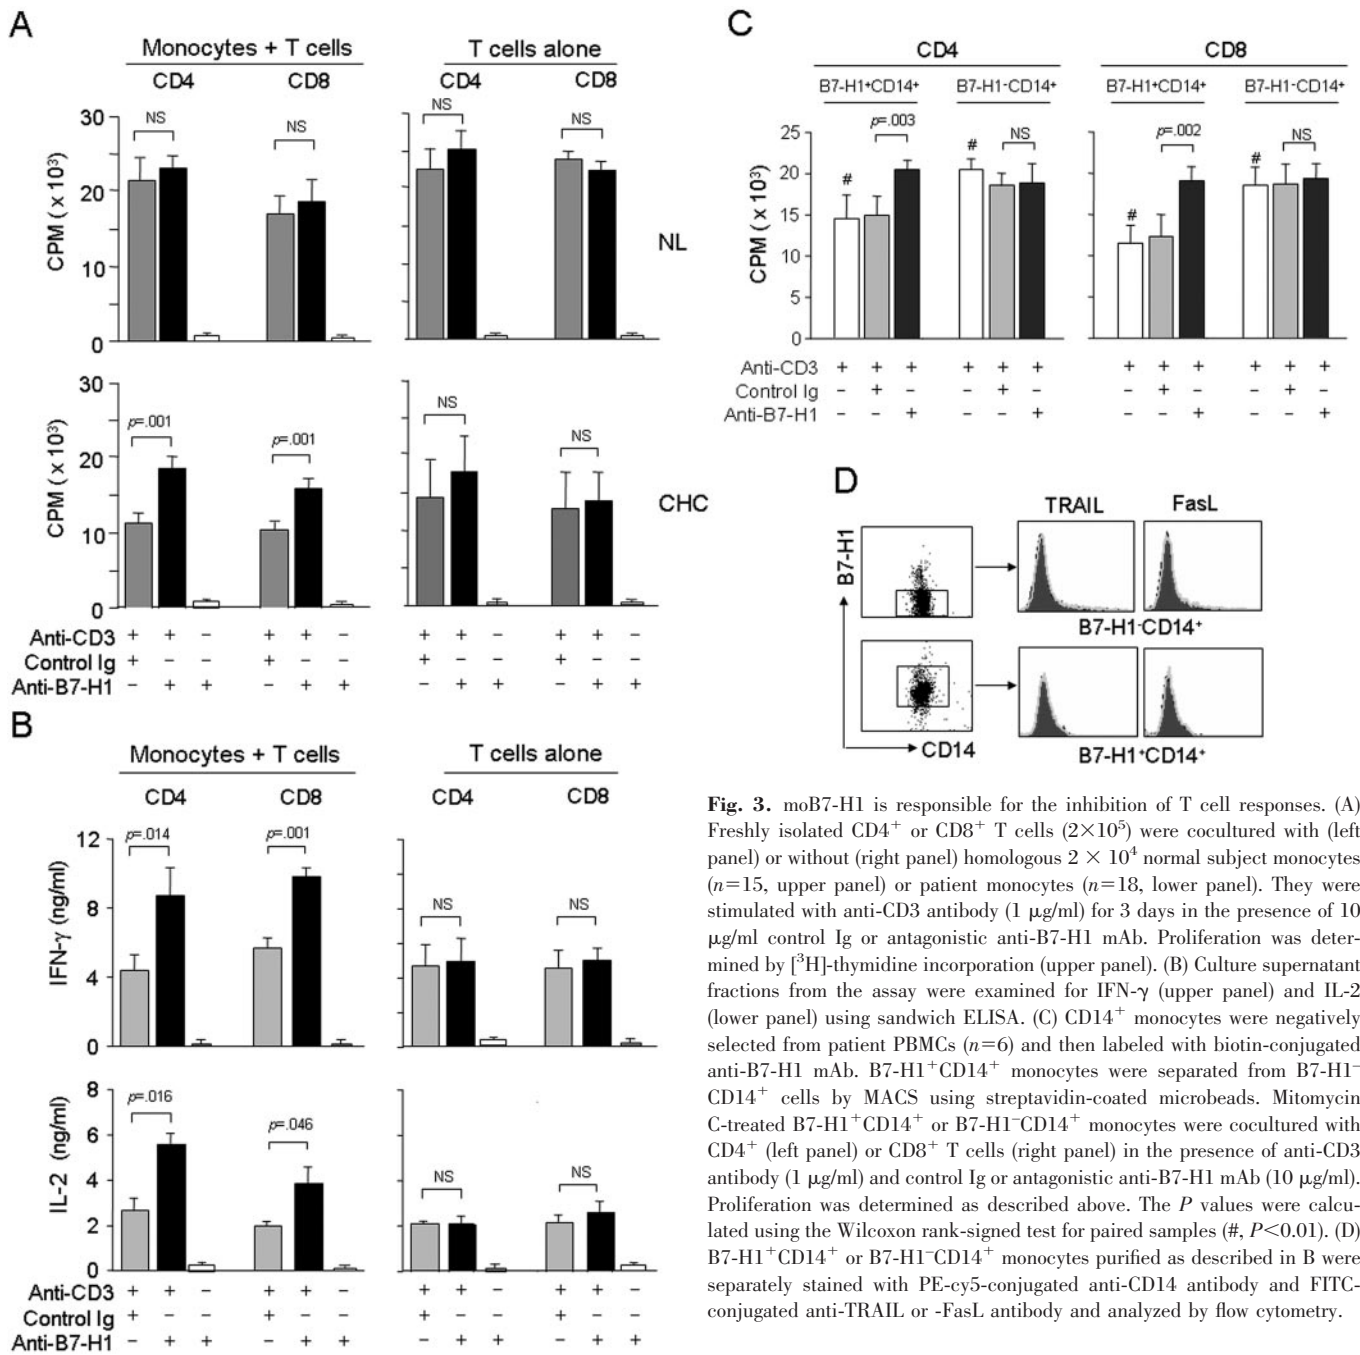 A
Monocytes + T cells
T cells alone
CD4
CD8
CD4
CD8
30
20
10
0
CPM ( x 10³)
NS
NS
NS
NS
NL
30
20
10
0
CPM ( x 10³)
p=.001
p=.001
NS
NS
CHC
Anti-CD3 + + - + + - + + - + + -
Control Ig + - - + - - + - - + - -
Anti-B7-H1 - + + - + + - + + - + +
B
Monocytes + T cells
T cells alone
CD4
CD8
CD4
CD8
12
8
4
0
IFN-γ (ng/ml)
p=.014
p=.001
NS
NS
8
6
4
2
0
IL-2 (ng/ml)
p=.016
p=.046
NS
NS
Anti-CD3 + + - + + - + + - + + -
Control Ig + - - + - - + - - + - -
Anti-B7-H1 - + + - + + - + + - + +
C
CD4
CD8
B7-H1⁺CD14⁺
B7-H1⁻CD14⁺
B7-H1⁺CD14⁺
B7-H1⁻CD14⁺
25
20
15
10
5
0
CPM (x 10³)
#
p=.003
#
NS
#
p=.002
#
NS
Anti-CD3 + + + + + + + + + + + +
Control Ig - + - - + - - + - - + -
Anti-B7-H1 - - + - - + - - + - - +
D
TRAIL
FasL
B7-H1
B7-H1⁻CD14⁺
CD14
B7-H1⁺CD14⁺
Fig. 3. moB7-H1 is responsible for the inhibition of T cell responses. (A)
Freshly isolated CD4⁺ or CD8⁺ T cells (2×10⁵) were cocultured with (left
panel) or without (right panel) homologous 2 × 10⁴ normal subject monocytes
(n=15, upper panel) or patient monocytes (n=18, lower panel). They were
stimulated with anti-CD3 antibody (1 μg/ml) for 3 days in the presence of 10
μg/ml control Ig or antagonistic anti-B7-H1 mAb. Proliferation was deter-
mined by [³H]-thymidine incorporation (upper panel). (B) Culture supernatant
fractions from the assay were examined for IFN-γ (upper panel) and IL-2
(lower panel) using sandwich ELISA. (C) CD14⁺ monocytes were negatively
selected from patient PBMCs (n=6) and then labeled with biotin-conjugated
anti-B7-H1 mAb. B7-H1⁺CD14⁺ monocytes were separated from B7-H1⁻
CD14⁺ cells by MACS using streptavidin-coated microbeads. Mitomycin
C-treated B7-H1⁺CD14⁺ or B7-H1⁻CD14⁺ monocytes were cocultured with
CD4⁺ (left panel) or CD8⁺ T cells (right panel) in the presence of anti-CD3
antibody (1 μg/ml) and control Ig or antagonistic anti-B7-H1 mAb (10 μg/ml).
Proliferation was determined as described above. The P values were calcu-
lated using the Wilcoxon rank-signed test for paired samples (#, P<0.01). (D)
B7-H1⁺CD14⁺ or B7-H1⁻CD14⁺ monocytes purified as described in B were
separately stained with PE-cy5-conjugated anti-CD14 antibody and FITC-
conjugated anti-TRAIL or -FasL antibody and analyzed by flow cytometry.